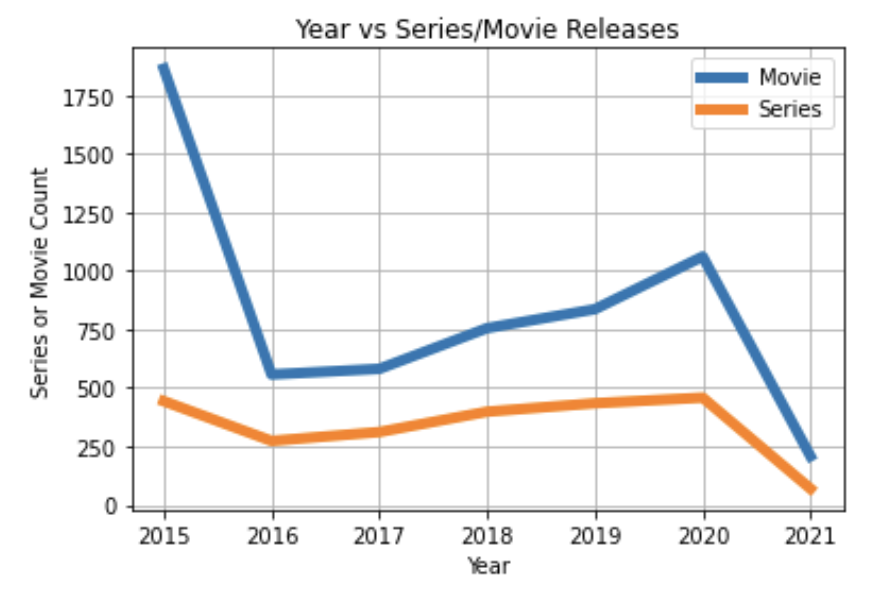 Year vs Series/Movie Releases
Movie
Series
Series or Movie Count
1750
1500
1250
1000
750
500
250
0
2015 2016 2017 2018 2019 2020 2021
Year